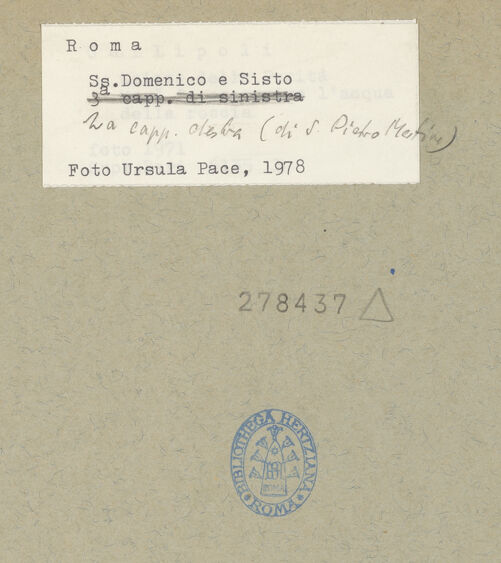 Roma
Ss.Domenico e Sisto
3a capp. di sinistra
2a capp. destra (di S. Pietro Martire)
Foto Ursula Pace, 1978
278437
BIBLIOTHECA HERTZIANA
ROMA